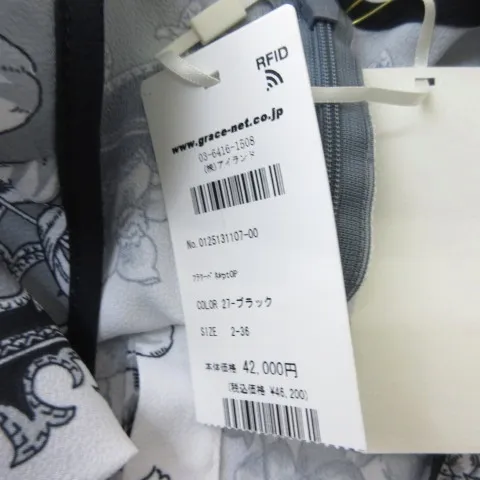 RFID
www.grace-net.co.jp
03-6416-1508
(株)アイランド
No. 0125131107-00
COLOR 27-ブラック
SIZE 2-36
本体価格 42,000円
(税込価格 ¥46,200)